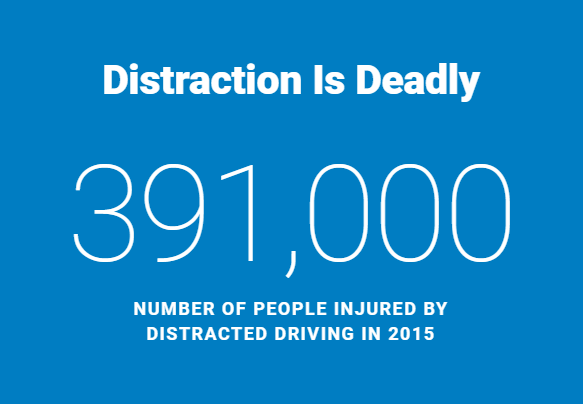 Distraction Is Deadly
391,000
NUMBER OF PEOPLE INJURED BY
DISTRACTED DRIVING IN 2015